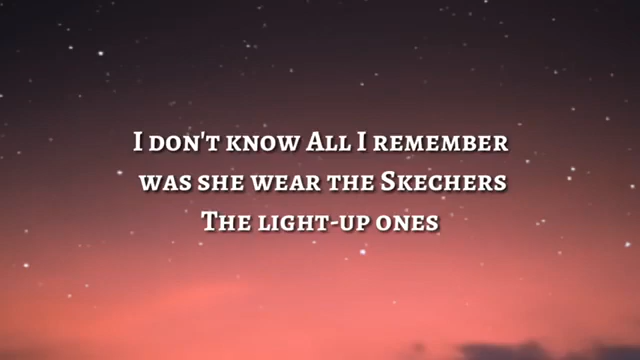 I don't know All I remember
was she wear the Skechers
The light-up ones